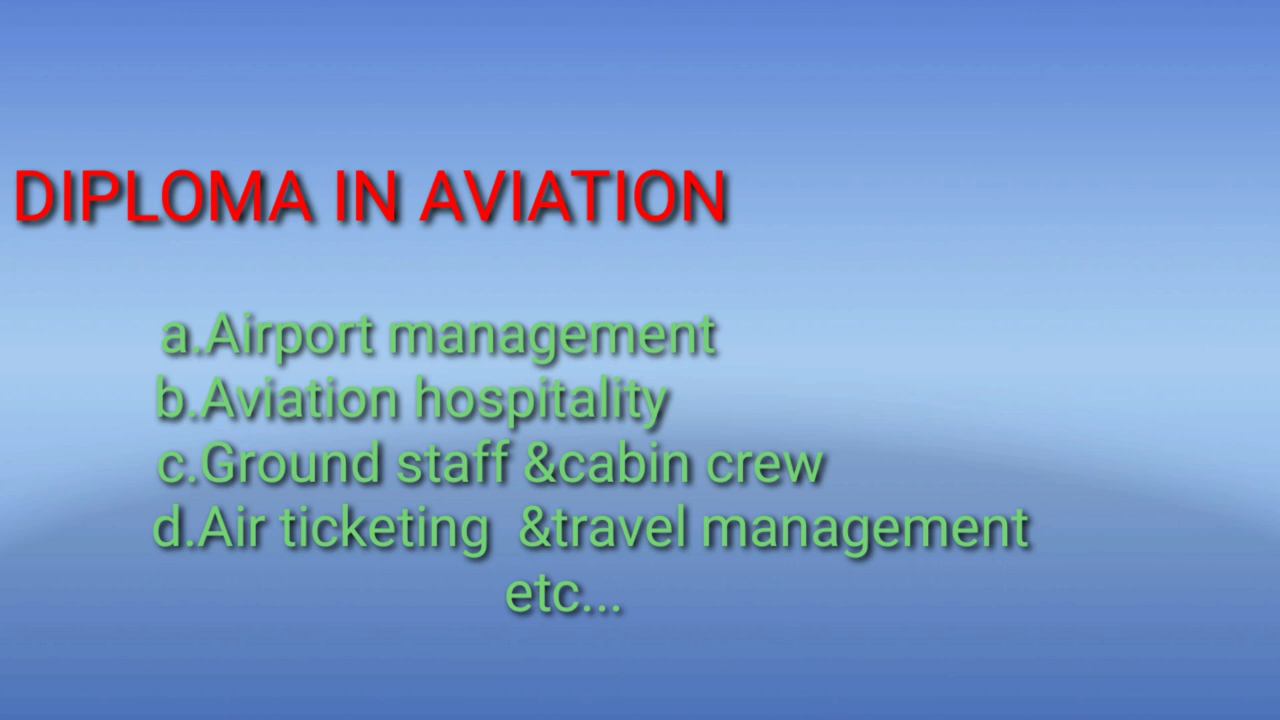 DIPLOMA IN AVIATION
a.Airport management
b.Aviation hospitality
c.Ground staff &cabin crew
d.Air ticketing  &travel management
etc...